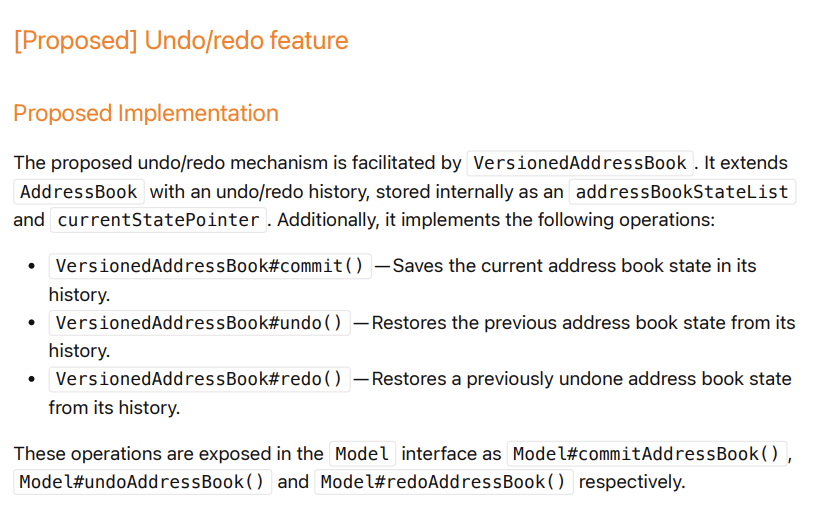 [Proposed] Undo/redo feature
Proposed Implementation
The proposed undo/redo mechanism is facilitated by VersionedAddressBook. It extends
AddressBook with an undo/redo history, stored internally as an addressBookStateList
and currentStatePointer. Additionally, it implements the following operations:
• VersionedAddressBook#commit() — Saves the current address book state in its
history.
• VersionedAddressBook#undo() — Restores the previous address book state from its
history.
• VersionedAddressBook#redo() — Restores a previously undone address book state
from its history.
These operations are exposed in the Model interface as Model#commitAddressBook(),
Model#undoAddressBook() and Model#redoAddressBook() respectively.